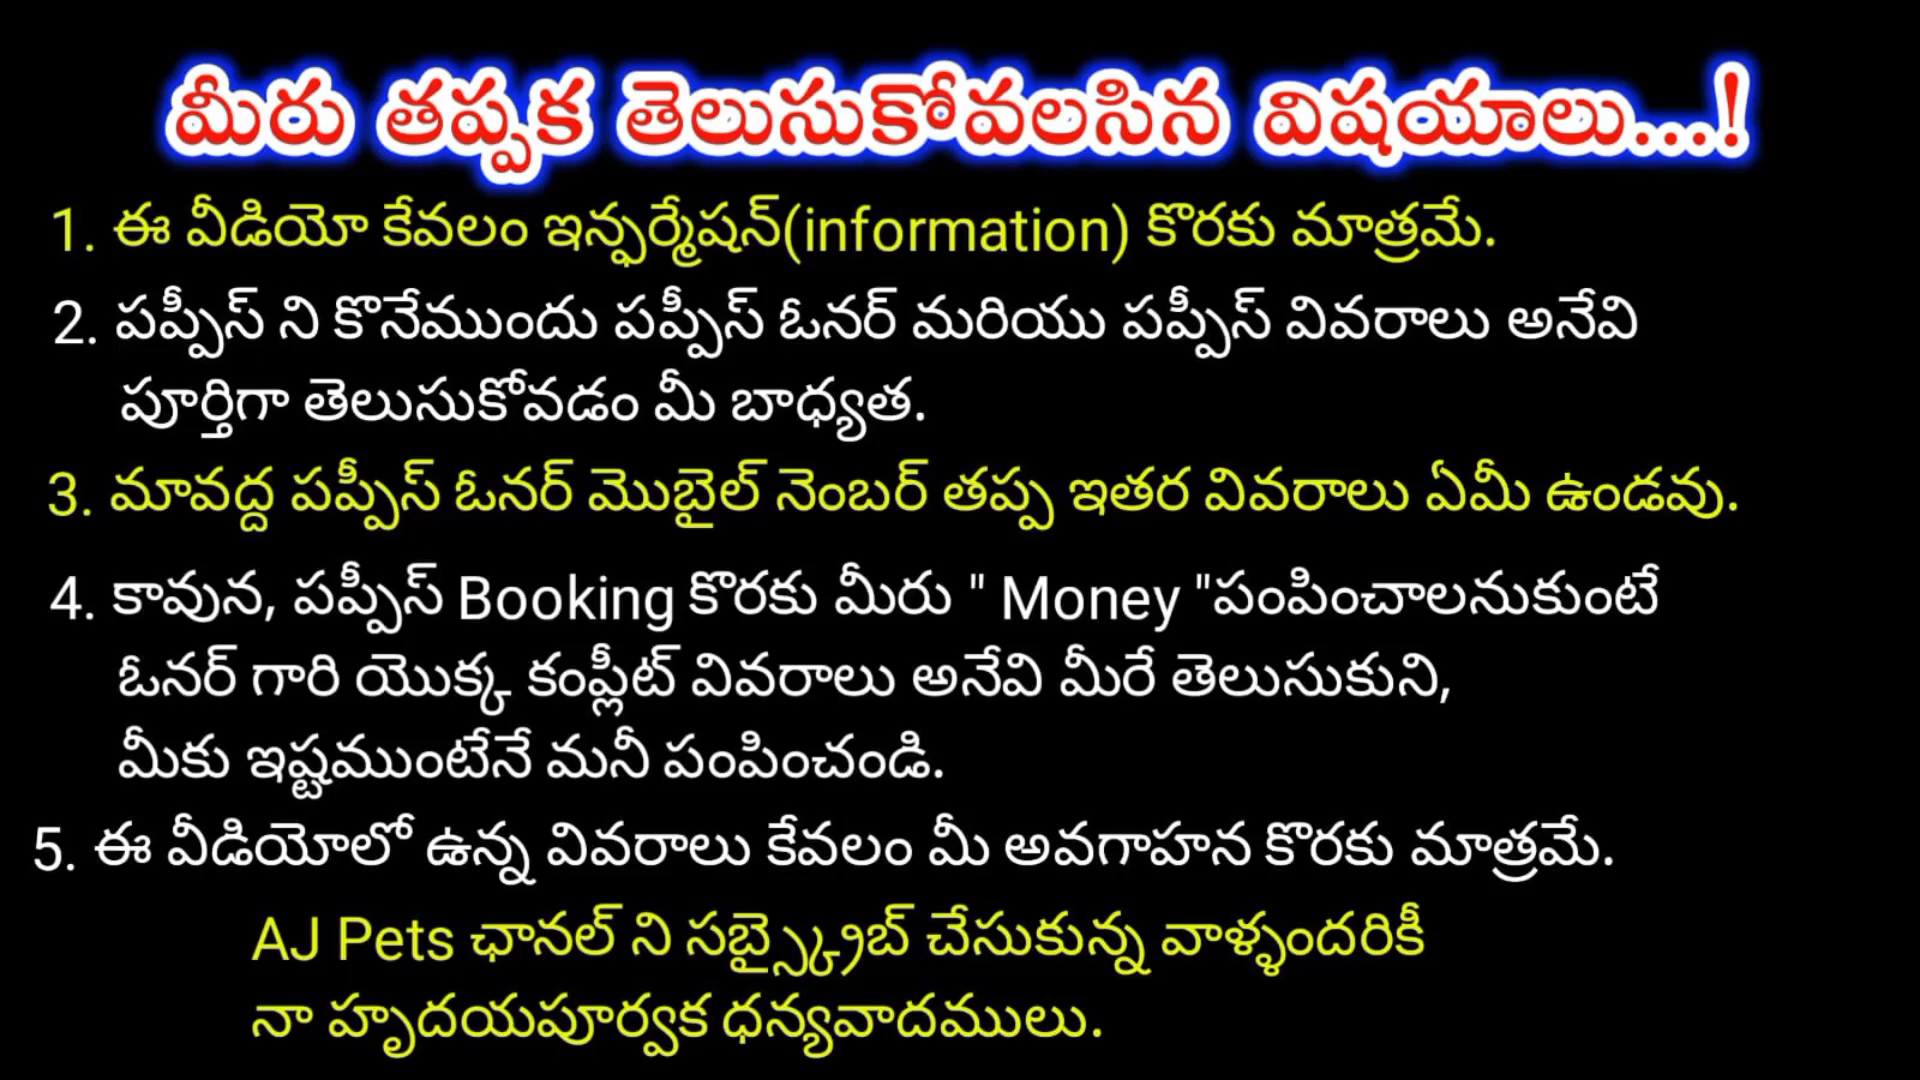 మీరు తప్పక తెలుసుకోవలసిన విషయాలు...!
1. ఈ వీడియో కేవలం ఇన్ఫర్మేషన్(information) కొరకు మాత్రమే.
2. పప్పీస్ ని కొనేముందు పప్పీస్ ఓనర్ మరియు పప్పీస్ వివరాలు అనేవి
పూర్తిగా తెలుసుకోవడం మీ బాధ్యత.
3. మావద్ద పప్పీస్ ఓనర్ మొబైల్ నెంబర్ తప్ప ఇతర వివరాలు ఏమీ ఉండవు.
4. కావున, పప్పీస్ Booking కొరకు మీరు " Money "పంపించాలనుకుంటే
ఓనర్ గారి యొక్క కంప్లీట్ వివరాలు అనేవి మీరే తెలుసుకుని,
మీకు ఇష్టముంటేనే మనీ పంపించండి.
5. ఈ వీడియోలో ఉన్న వివరాలు కేవలం మీ అవగాహన కొరకు మాత్రమే.
AJ Pets ఛానల్ ని సబ్స్క్రైబ్ చేసుకున్న వాళ్ళందరికీ
నా హృదయపూర్వక ధన్యవాదములు.